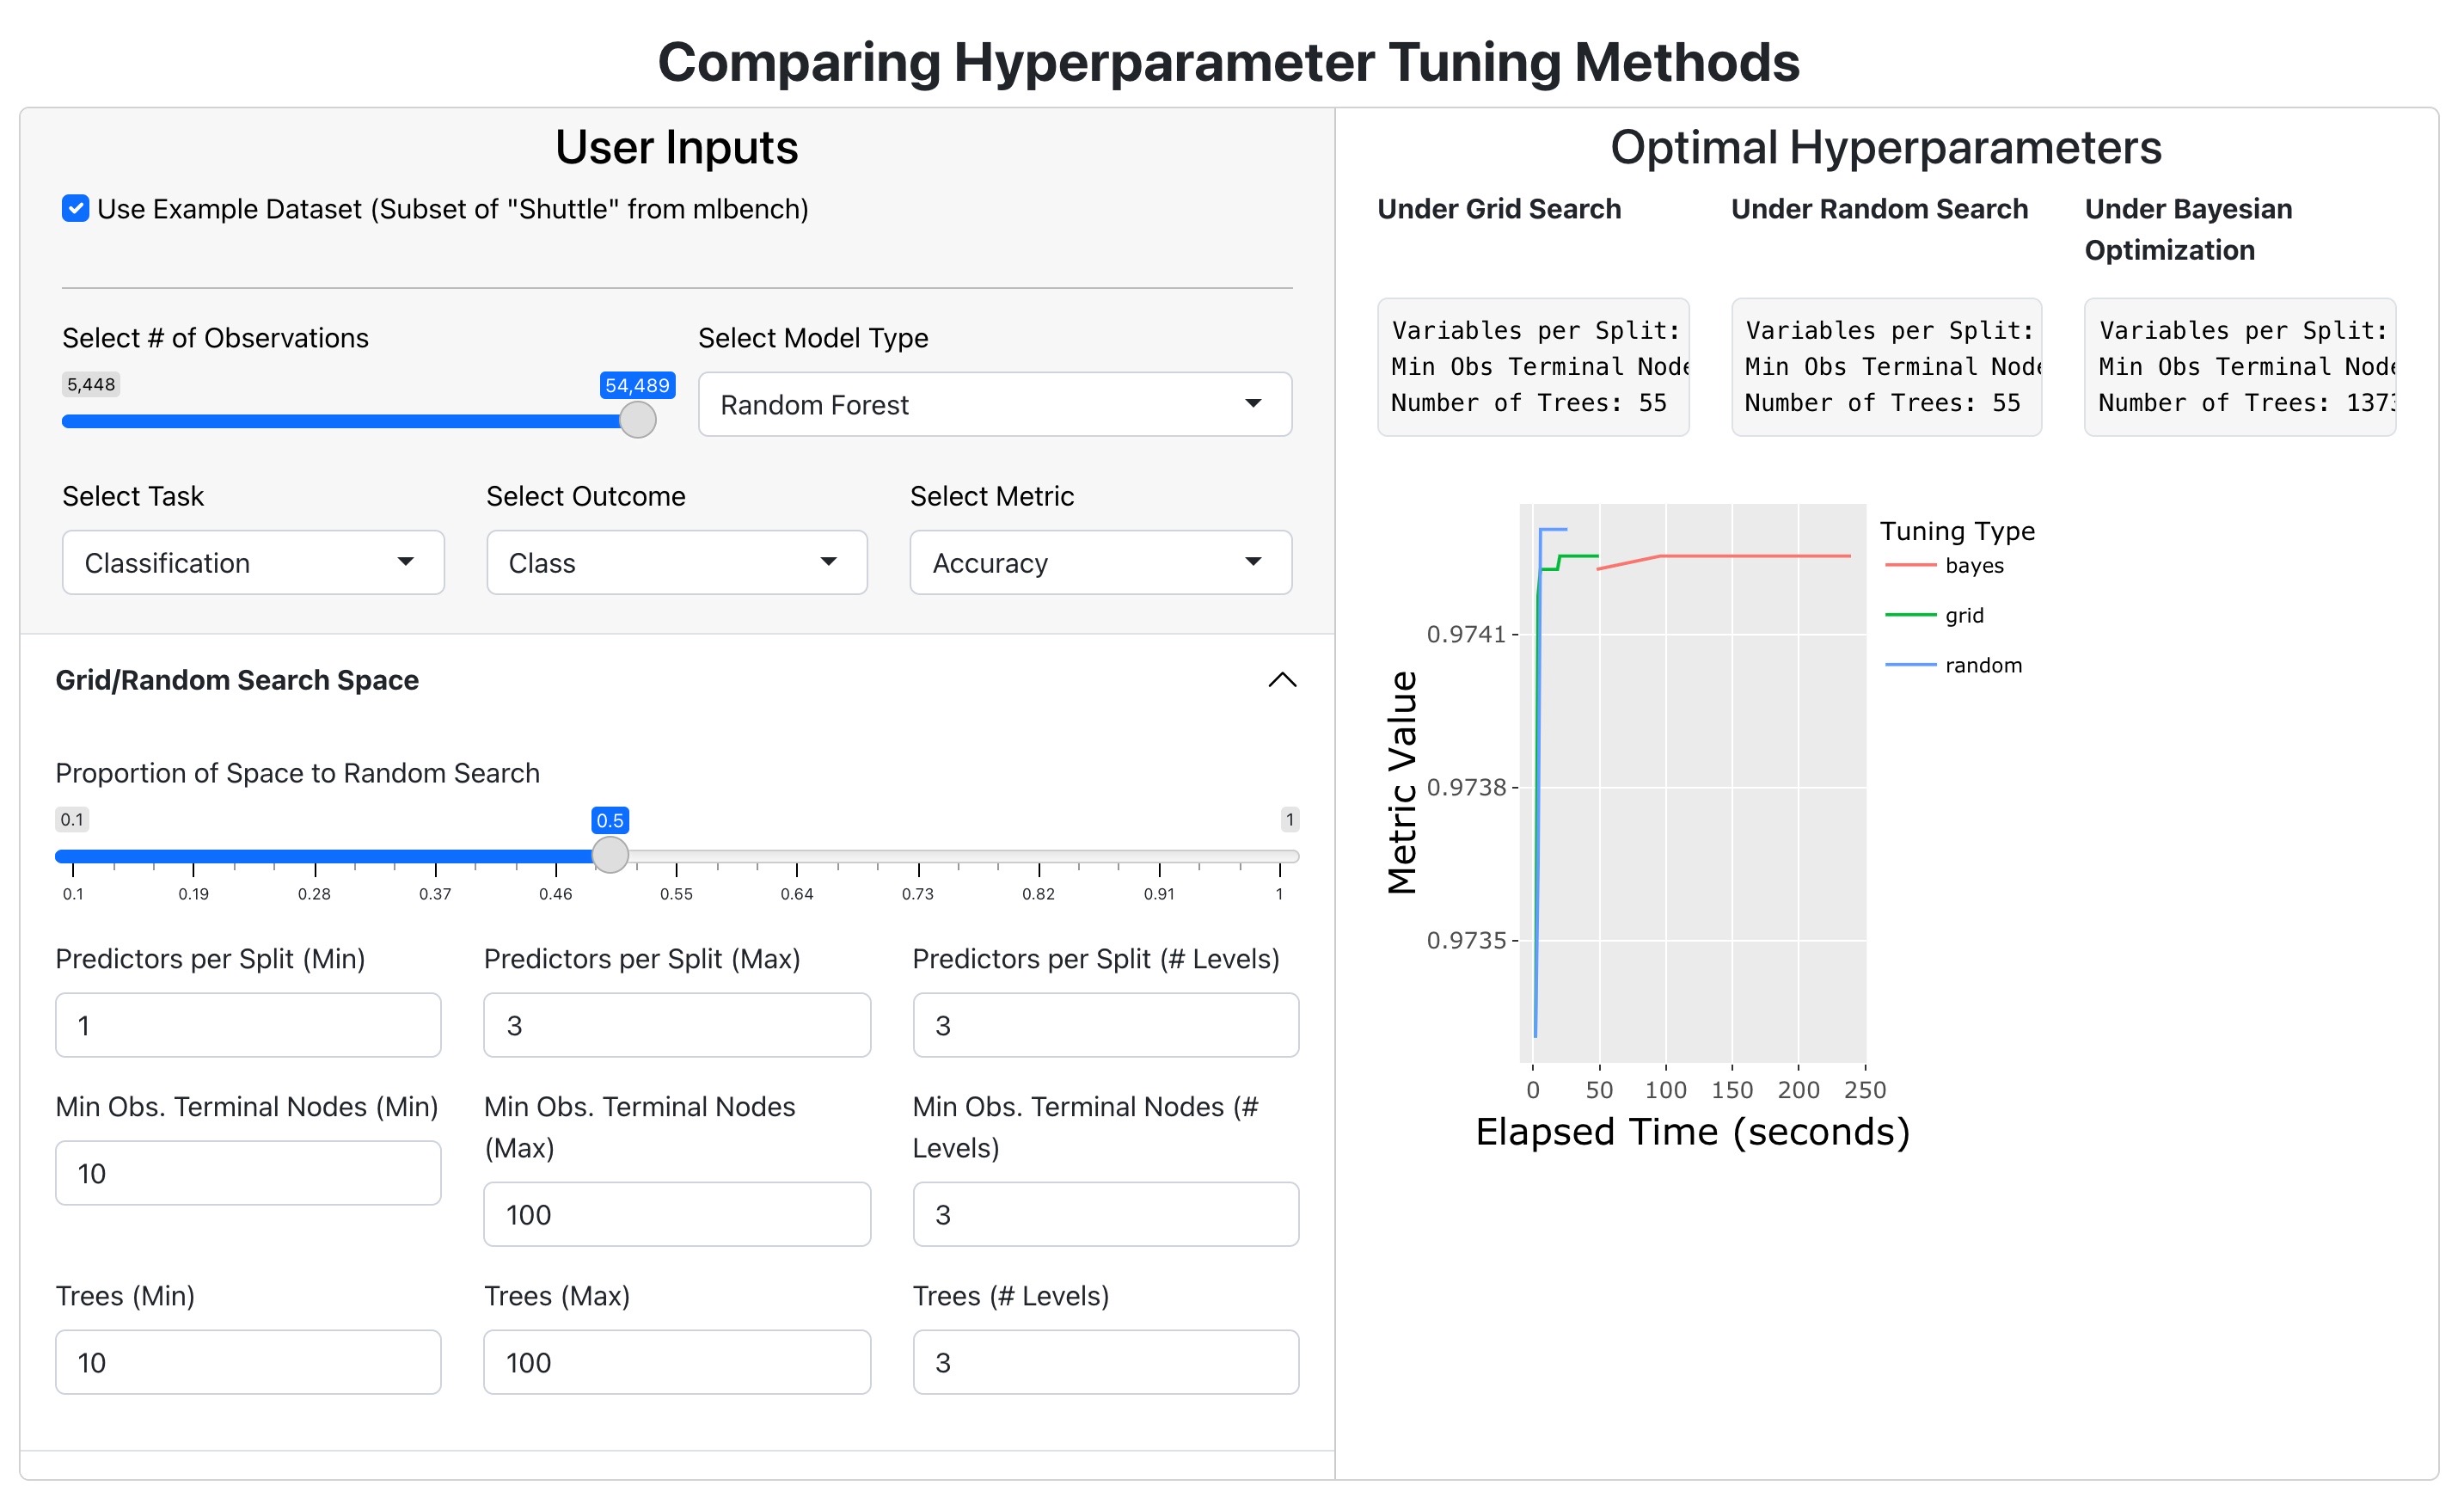 Comparing Hyperparameter Tuning Methods
User Inputs
Use Example Dataset (Subset of "Shuttle" from mlbench)
Select # of Observations
5,448
54,489
Select Model Type
Random Forest
Select Task
Classification
Select Outcome
Class
Select Metric
Accuracy
Grid/Random Search Space
Proportion of Space to Random Search
0.1
0.5
1
0.1 0.19 0.28 0.37 0.46 0.55 0.64 0.73 0.82 0.91 1
Predictors per Split (Min)
1
Predictors per Split (Max)
3
Predictors per Split (# Levels)
3
Min Obs. Terminal Nodes (Min)
10
Min Obs. Terminal Nodes
(Max)
100
Min Obs. Terminal Nodes (#
Levels)
3
Trees (Min)
10
Trees (Max)
100
Trees (# Levels)
3
Optimal Hyperparameters
Under Grid Search
Variables per Split:
Min Obs Terminal Node
Number of Trees: 55
Under Random Search
Variables per Split:
Min Obs Terminal Node
Number of Trees: 55
Under Bayesian
Optimization
Variables per Split:
Min Obs Terminal Node
Number of Trees: 1373
Metric Value
0.9741
0.9738
0.9735
0 50 100 150 200 250
Elapsed Time (seconds)
Tuning Type
bayes
grid
random